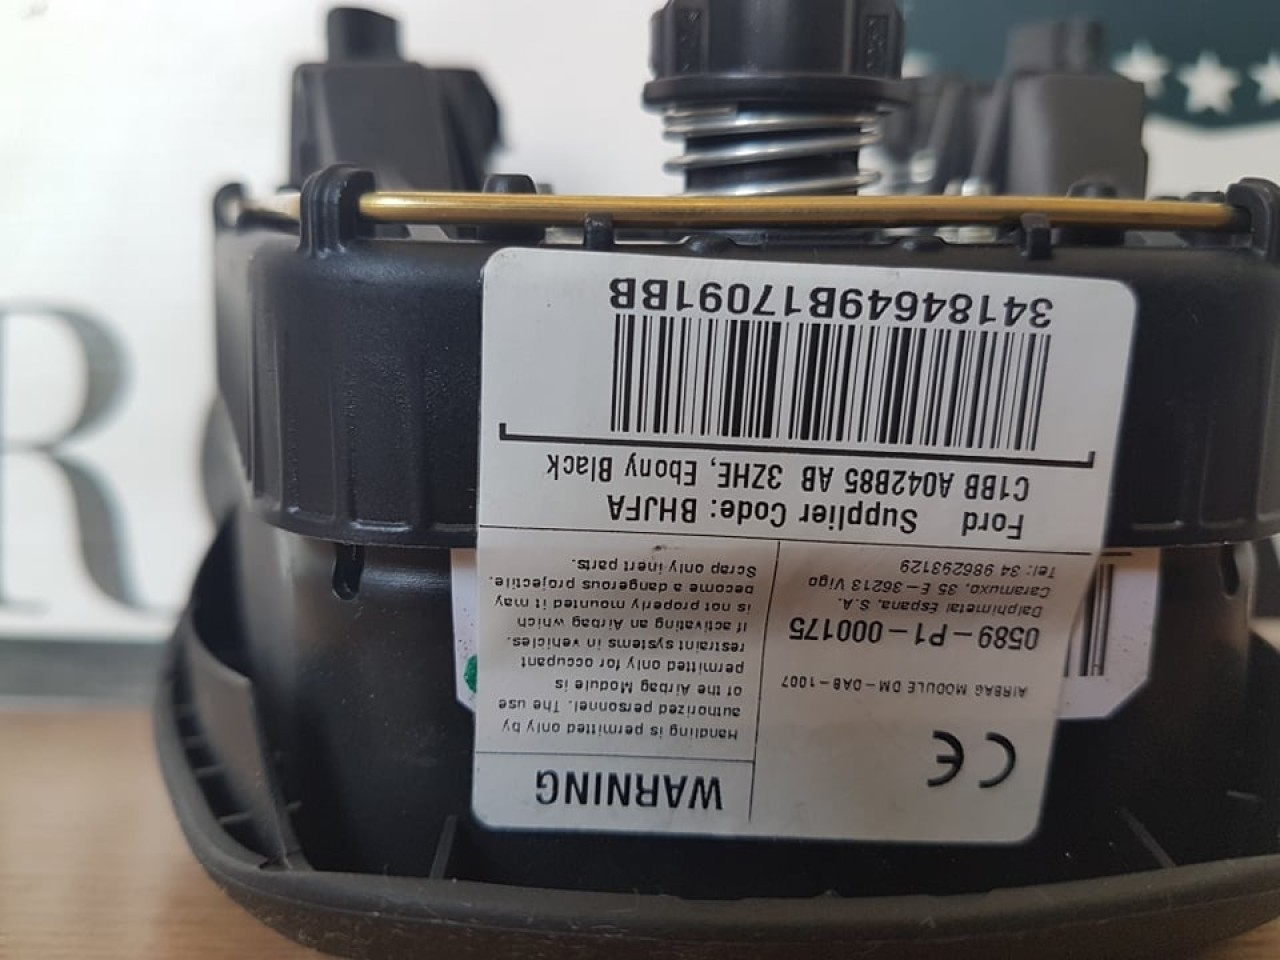 WARNING
Handling is permitted only by
authorized personnel. The use
of the Airbag Module is
permitted only for occupant
restraint systems in vehicles.
If activating an Airbag which
is not properly mounted it may
become a dangerous projectile.
Scrap only inert parts.
CE
AIRBAG MODULE DM-DAB-1007
0589-P1-000175
Dalphimetal Espana, S.A.
Caramuxo, 35 E-36213 Vigo
Tel: 34 986293129
Ford Supplier Code: BHJFA
C1BB A042B85 AB 3ZHE, Ebony Black
34184649B17091BB
R